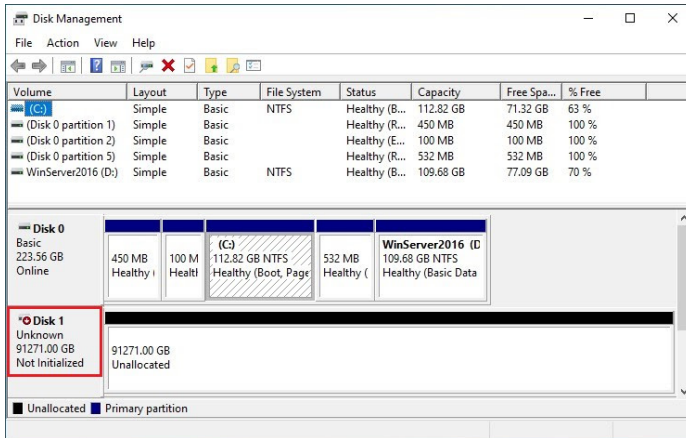 Disk Management
File Action View Help
Volume Layout Type File System Status Capacity Free Spa... % Free
(C:) Simple Basic NTFS Healthy (B... 112.82 GB 71.32 GB 63 %
(Disk 0 partition 1) Simple Basic Healthy (R... 450 MB 450 MB 100 %
(Disk 0 partition 2) Simple Basic Healthy (E... 100 MB 100 MB 100 %
(Disk 0 partition 5) Simple Basic Healthy (R... 532 MB 532 MB 100 %
WinServer2016 (D:) Simple Basic NTFS Healthy (B... 109.68 GB 77.09 GB 70 %
Disk 0
Basic
223.56 GB
Online
450 MB
Healthy (
100 M
Healtl
(C:)
112.82 GB NTFS
Healthy (Boot, Page
532 MB
Healthy (
WinServer2016 (D
109.68 GB NTFS
Healthy (Basic Data
Disk 1
Unknown
91271.00 GB
Not Initialized
91271.00 GB
Unallocated
Unallocated Primary partition